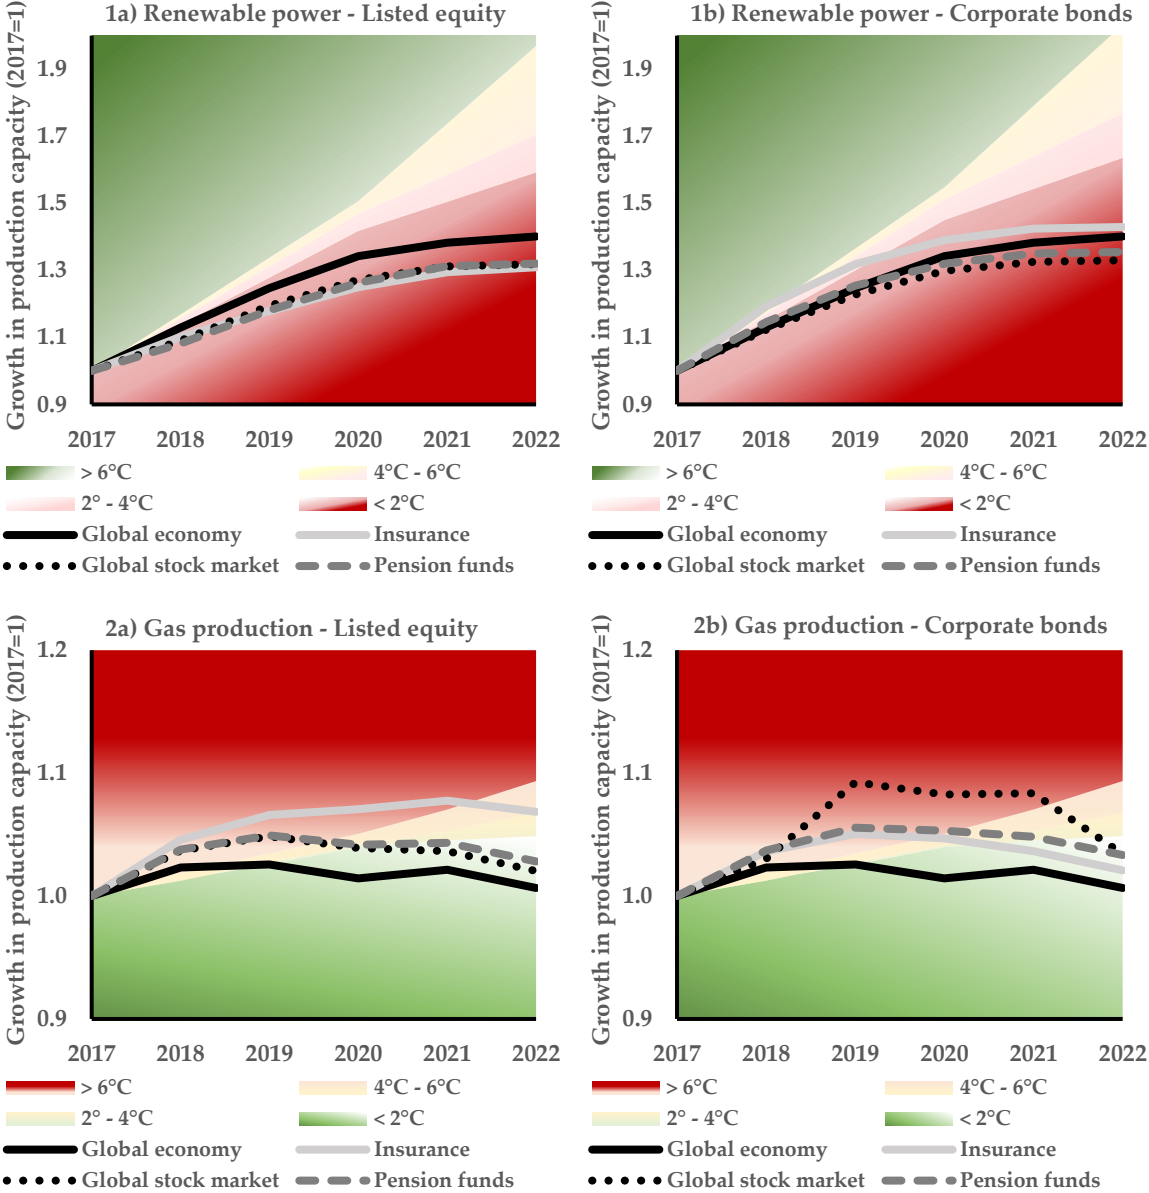 1a) Renewable power - Listed equity
Growth in production capacity (2017=1)
1.9
1.7
1.5
1.3
1.1
0.9
2017 2018 2019 2020 2021 2022
> 6°C 4°C - 6°C
2° - 4°C < 2°C
Global economy Insurance
Global stock market Pension funds
1b) Renewable power - Corporate bonds
Growth in production capacity (2017=1)
1.9
1.7
1.5
1.3
1.1
0.9
2017 2018 2019 2020 2021 2022
> 6°C 4°C - 6°C
2° - 4°C < 2°C
Global economy Insurance
Global stock market Pension funds
2a) Gas production - Listed equity
Growth in production capacity (2017=1)
1.2
1.1
1.0
0.9
2017 2018 2019 2020 2021 2022
> 6°C 4°C - 6°C
2° - 4°C < 2°C
Global economy Insurance
Global stock market Pension funds
2b) Gas production - Corporate bonds
Growth in production capacity (2017=1)
1.2
1.1
1.0
0.9
2017 2018 2019 2020 2021 2022
> 6°C 4°C - 6°C
2° - 4°C < 2°C
Global economy Insurance
Global stock market Pension funds